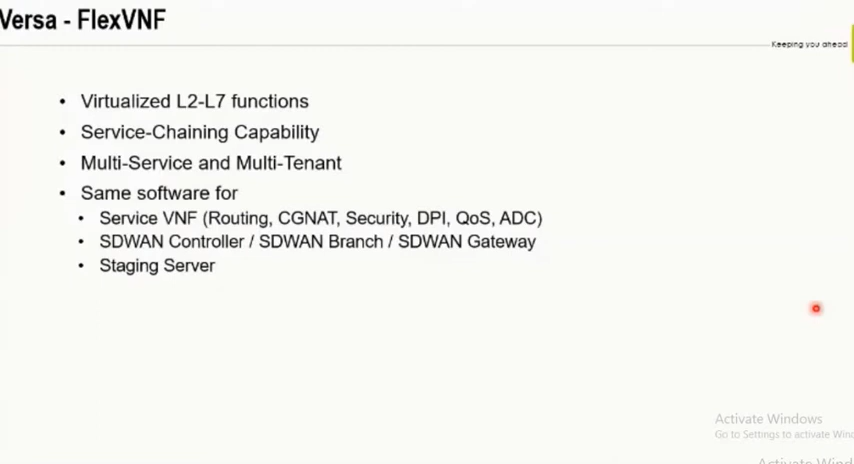 Versa - FlexVNF
Keeping you ahead
• Virtualized L2-L7 functions
• Service-Chaining Capability
• Multi-Service and Multi-Tenant
• Same software for
• Service VNF (Routing, CGNAT, Security, DPI, QoS, ADC)
• SDWAN Controller / SDWAN Branch / SDWAN Gateway
• Staging Server
Activate Windows
Go to Settings to activate Wind
Activate Wind